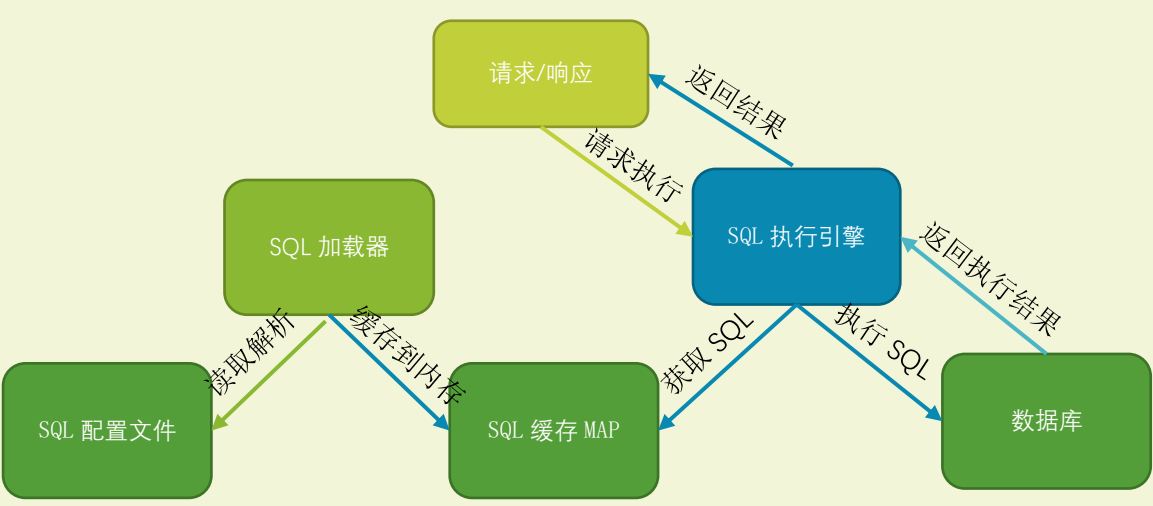 请求/响应
返回结果
请求执行
SQL 加载器
SQL 执行引擎
返回执行结果
读取解析
缓存到内存
获取 SQL
执行 SQL
SQL 配置文件
SQL 缓存 MAP
数据库